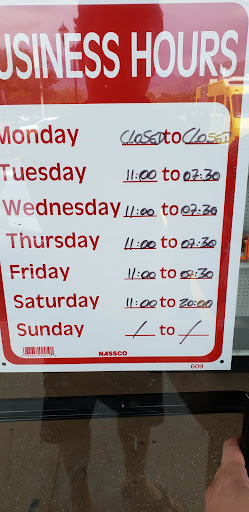 USINESS HOURS
Monday CLOSED to CLOSED
Tuesday 11:00 to 07:30
Wednesday 11:00 to 07:30
Thursday 11:00 to 07:30
Friday 11:00 to 07:30
Saturday 11:00 to 20:00
Sunday / to /
NASSCO
609